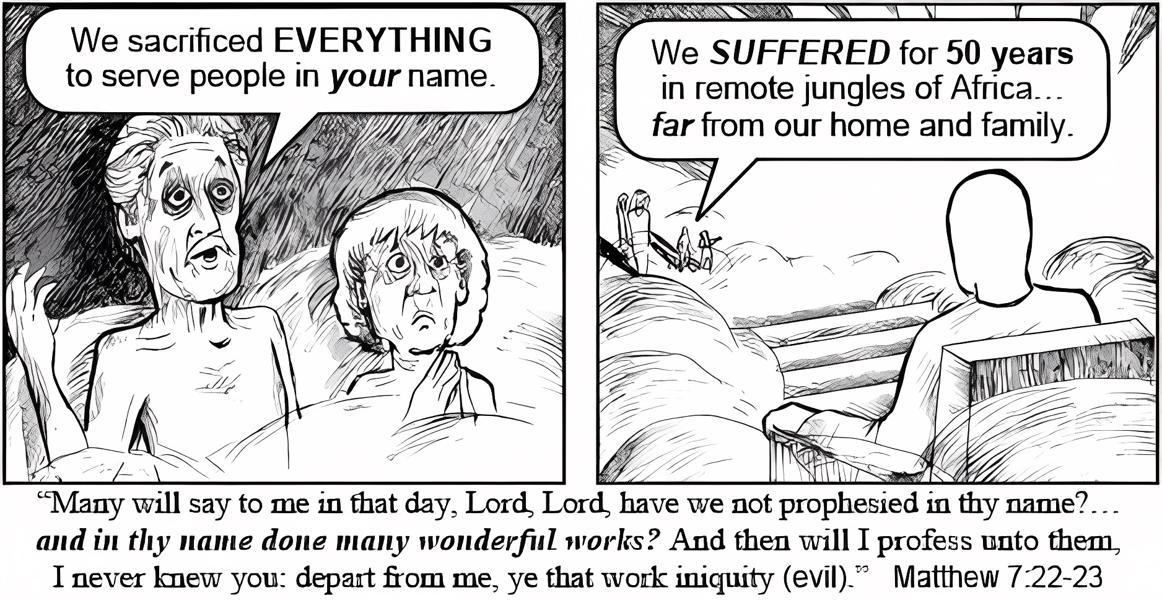 We sacrificed EVERYTHING
to serve people in your name.
We SUFFERED for 50 years
in remote jungles of Africa...
far from our home and family.
“Many will say to me in that day, Lord, Lord, have we not prophesied in thy name?...
and in thy name done many wonderful works? And then will I profess unto them,
I never knew you: depart from me, ye that work iniquity (evil).” Matthew 7:22-23